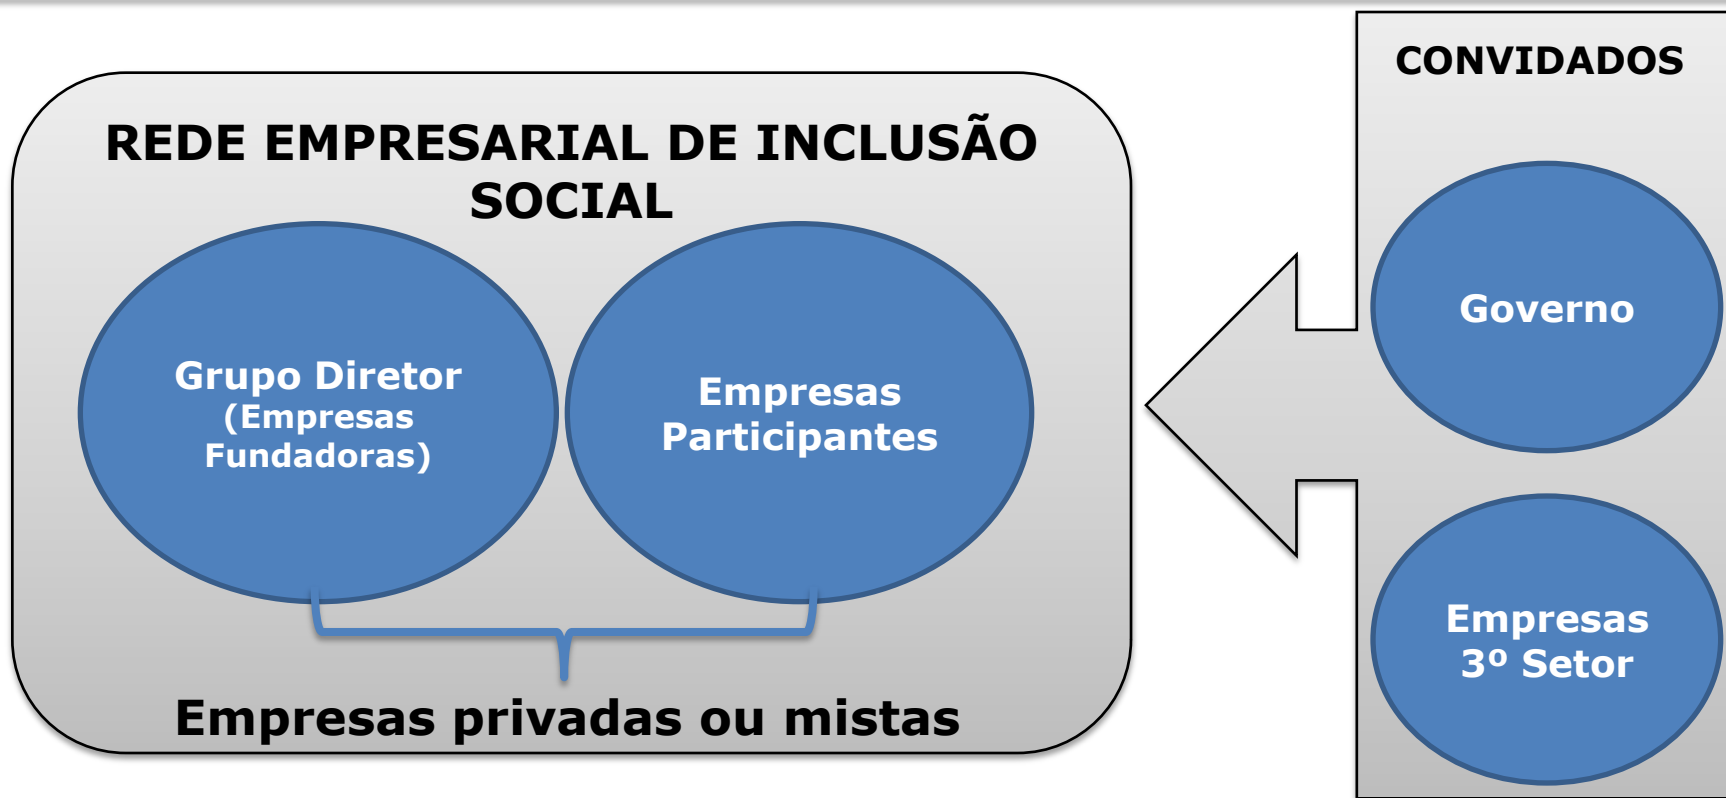 REDE EMPRESARIAL DE INCLUSÃO
SOCIAL
Grupo Diretor
(Empresas
Fundadoras)
Empresas
Participantes
Empresas privadas ou mistas
CONVIDADOS
Governo
Empresas
3º Setor